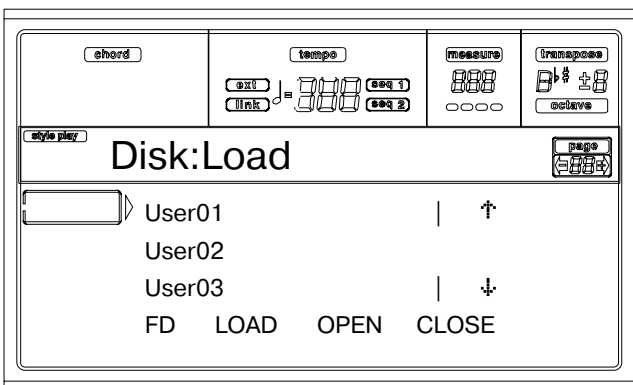 chord tempo measure transpose
ext
link
seq 1
seq 2
octave
style play
Disk:Load
page
User01
User02
User03
FD LOAD OPEN CLOSE